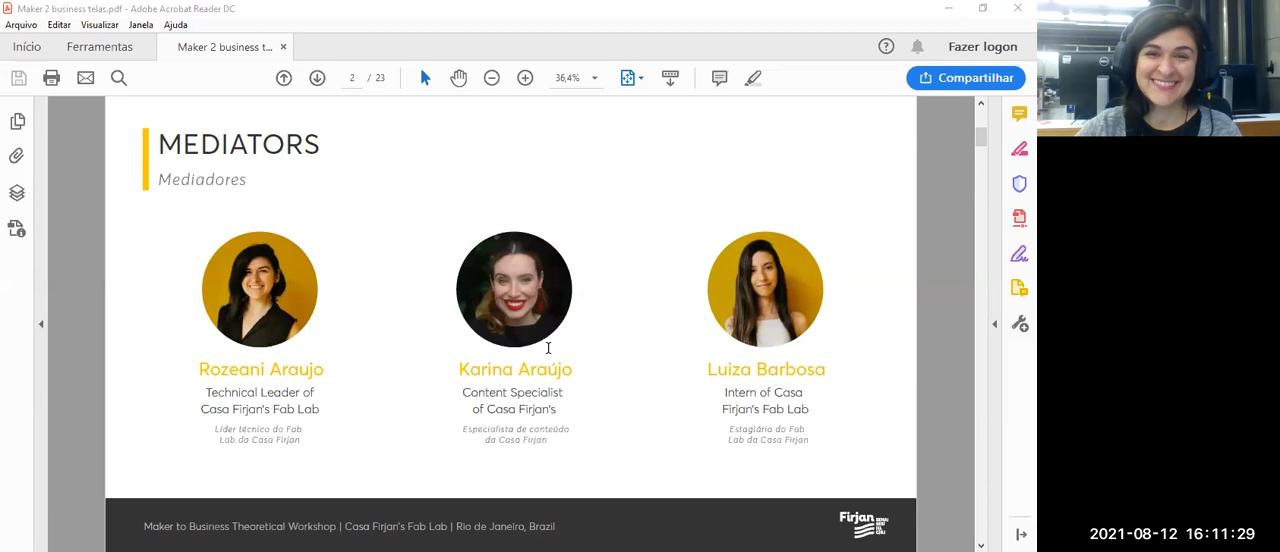 Maker 2 business telas.pdf - Adobe Acrobat Reader DC
Arquivo Editar Visualizar Janela Ajuda
Início Ferramentas Maker 2 business t... × Fazer logon
2 / 23 36,4% Compartilhar
MEDIATORS
Mediadores
Rozeani Araujo
Technical Leader of
Casa Firjan's Fab Lab
Líder técnico do Fab
Lab da Casa Firjan
Karina Araújo
Content Specialist
of Casa Firjan's
Especialista de conteúdo
da Casa Firjan
Luiza Barbosa
Intern of Casa
Firjan's Fab Lab
Estagiária do Fab
Lab da Casa Firjan
Maker to Business Theoretical Workshop | Casa Firjan's Fab Lab | Rio de Janeiro, Brazil
Firjan
2021-08-12 16:11:29